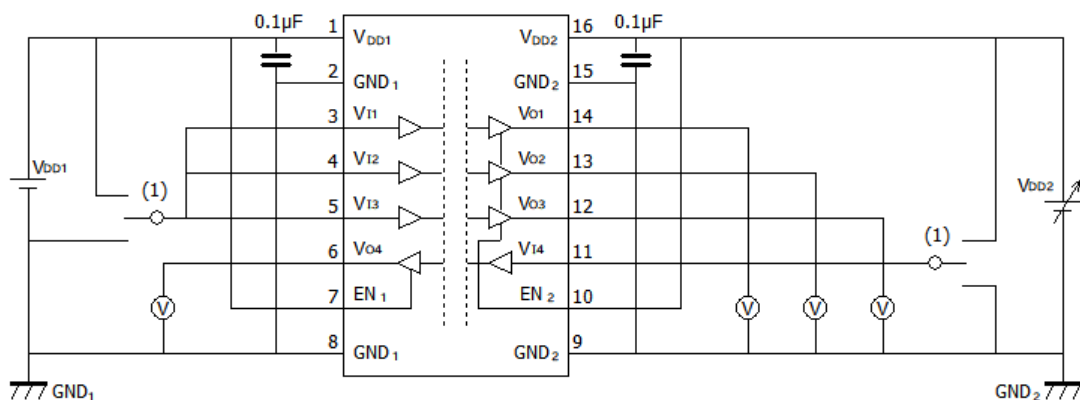 0.1μF 1 16 0.1μF
VDD1 VDD2
2 15
GND1 GND2
3 VI1 VO1 14
4 VI2 VO2 13
VDD1 (1) VDD2
5 VI3 VO3 12
(1)
6 VO4 VI4 11
7 EN1 EN2 10
V V V V
8 GND1 GND2 9
GND1 GND2